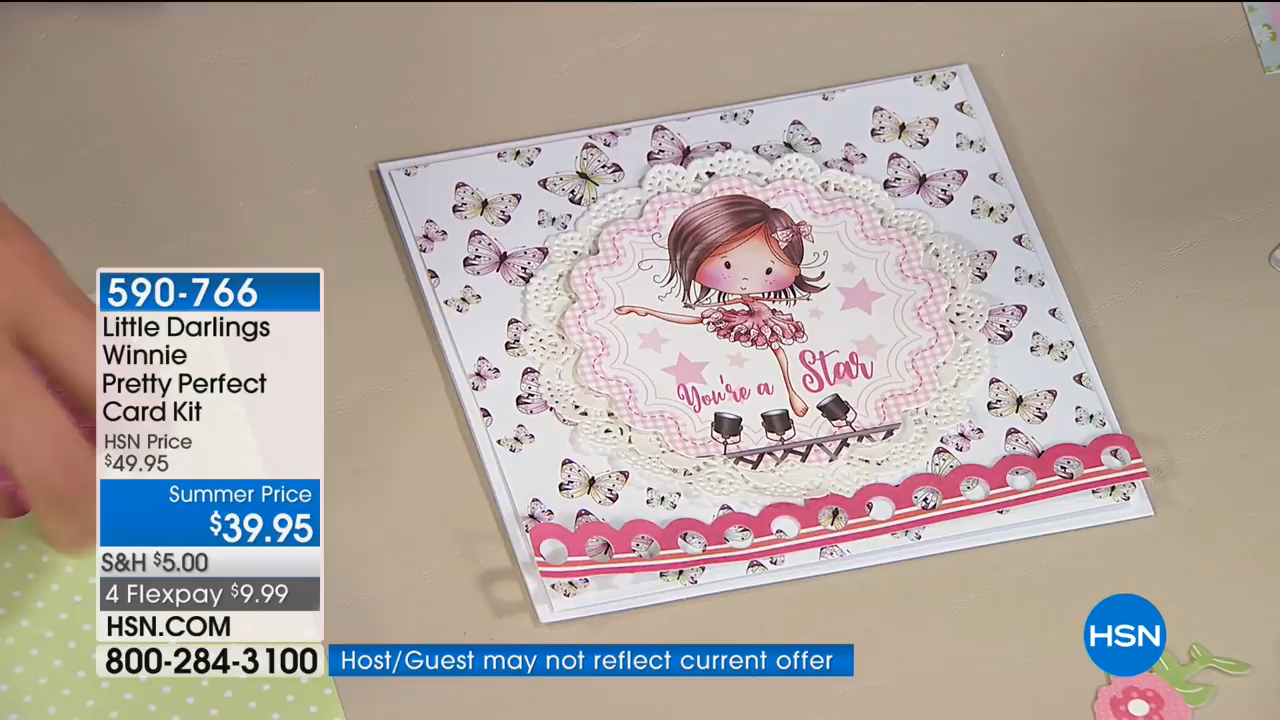 590-766
Little Darlings
Winnie
Pretty Perfect
Card Kit
HSN Price
$49.95
Summer Price
$39.95
S&H $5.00
4 Flexpay $9.99
HSN.COM
800-284-3100
Host/Guest may not reflect current offer
You're a Star
HSN